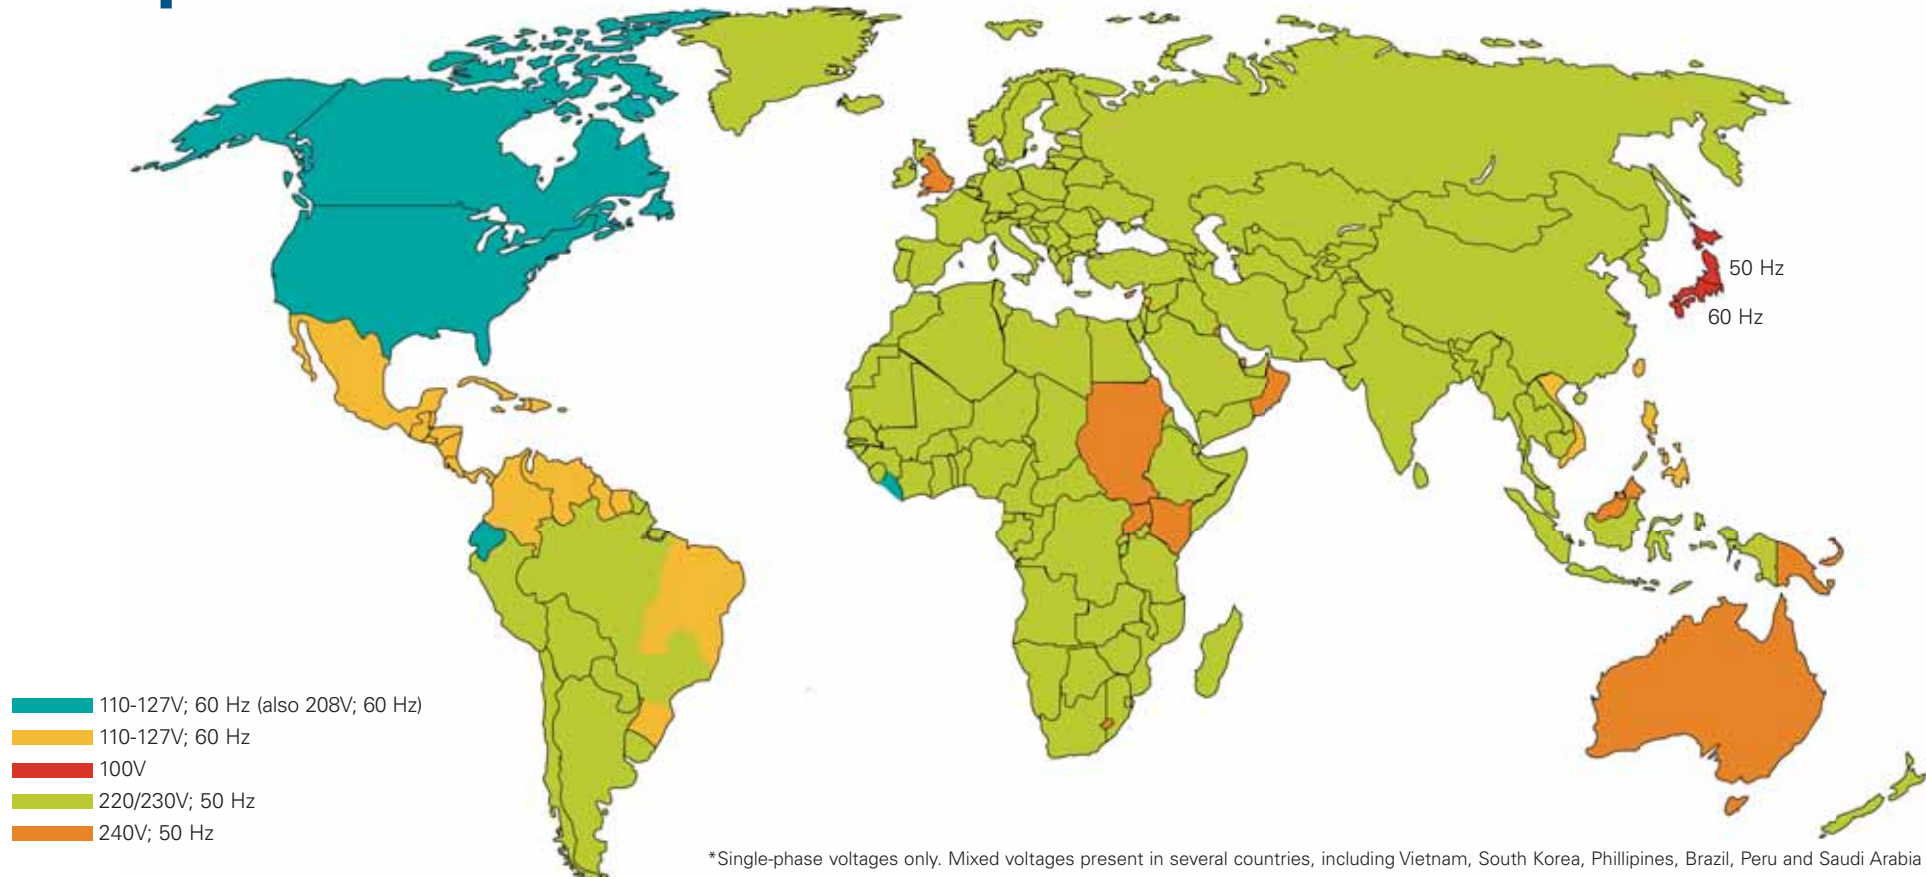 50 Hz
60 Hz
110-127V; 60 Hz (also 208V; 60 Hz)
110-127V; 60 Hz
100V
220/230V; 50 Hz
240V; 50 Hz
*Single-phase voltages only. Mixed voltages present in several countries, including Vietnam, South Korea, Phillipines, Brazil, Peru and Saudi Arabia